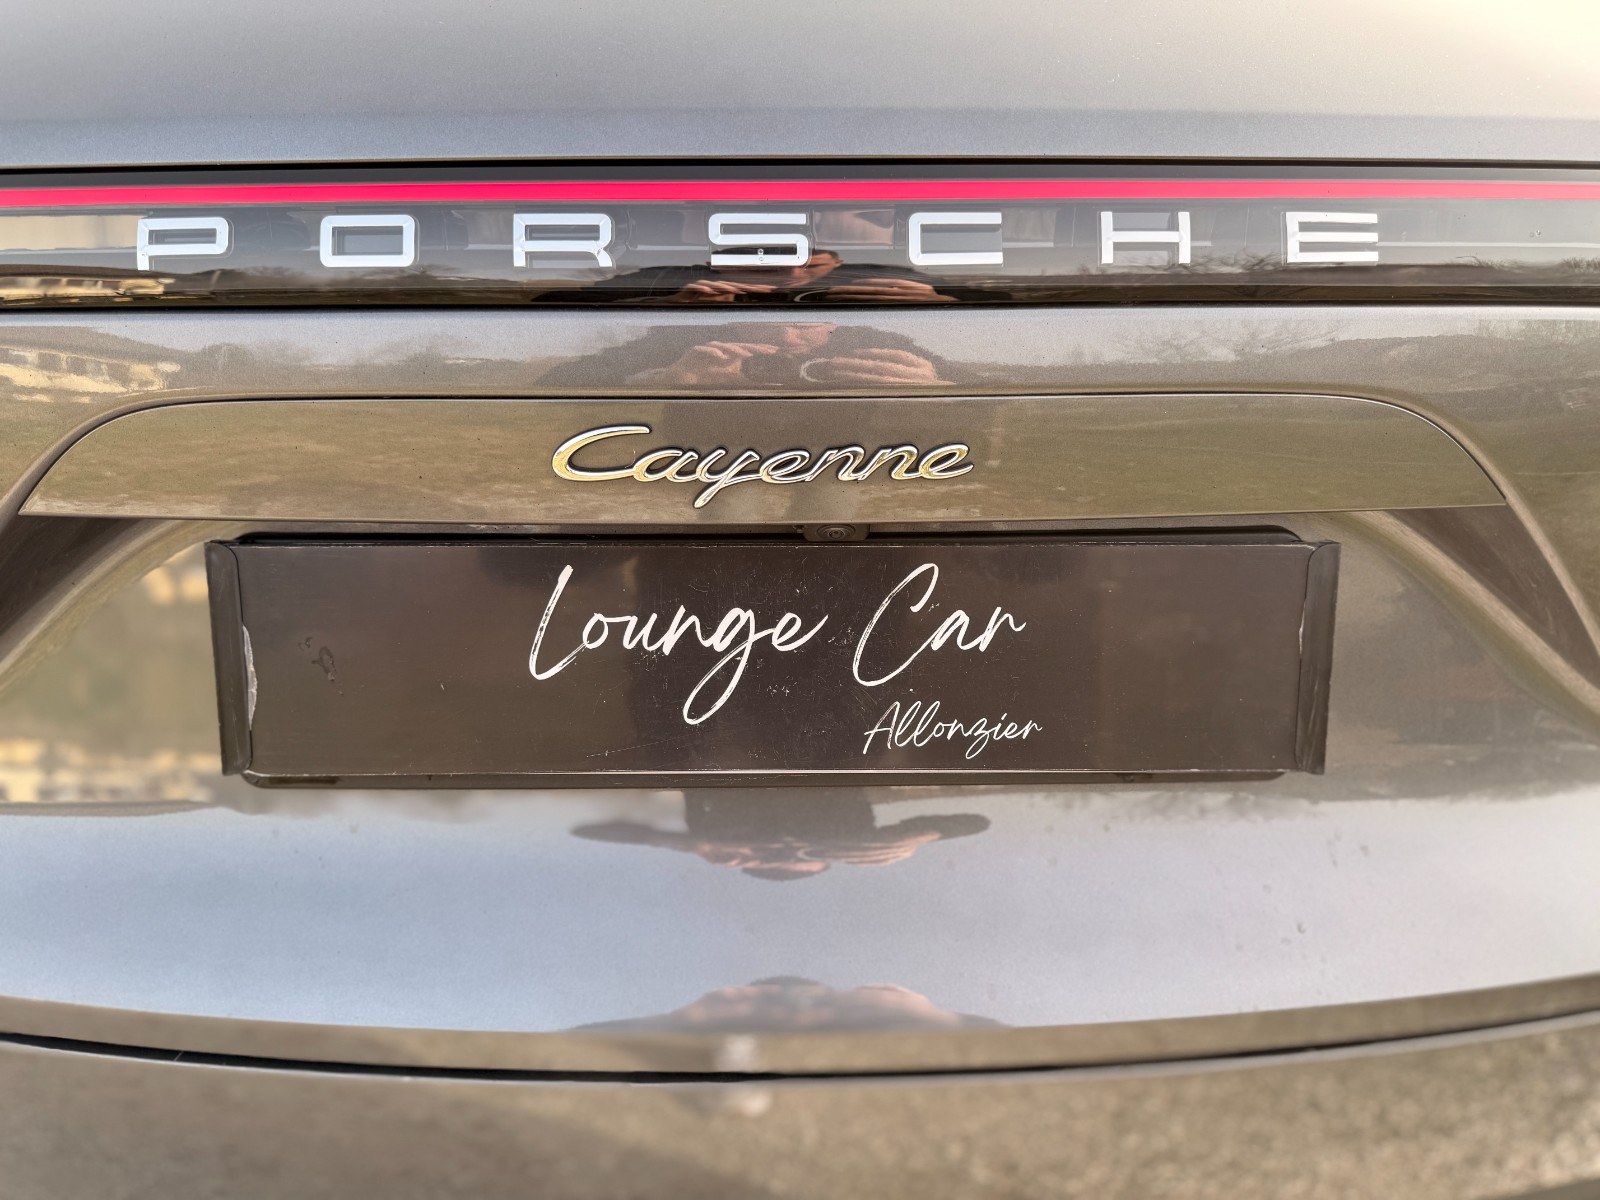 PORSCHE
Cayenne
Lounge Car
Allonzier